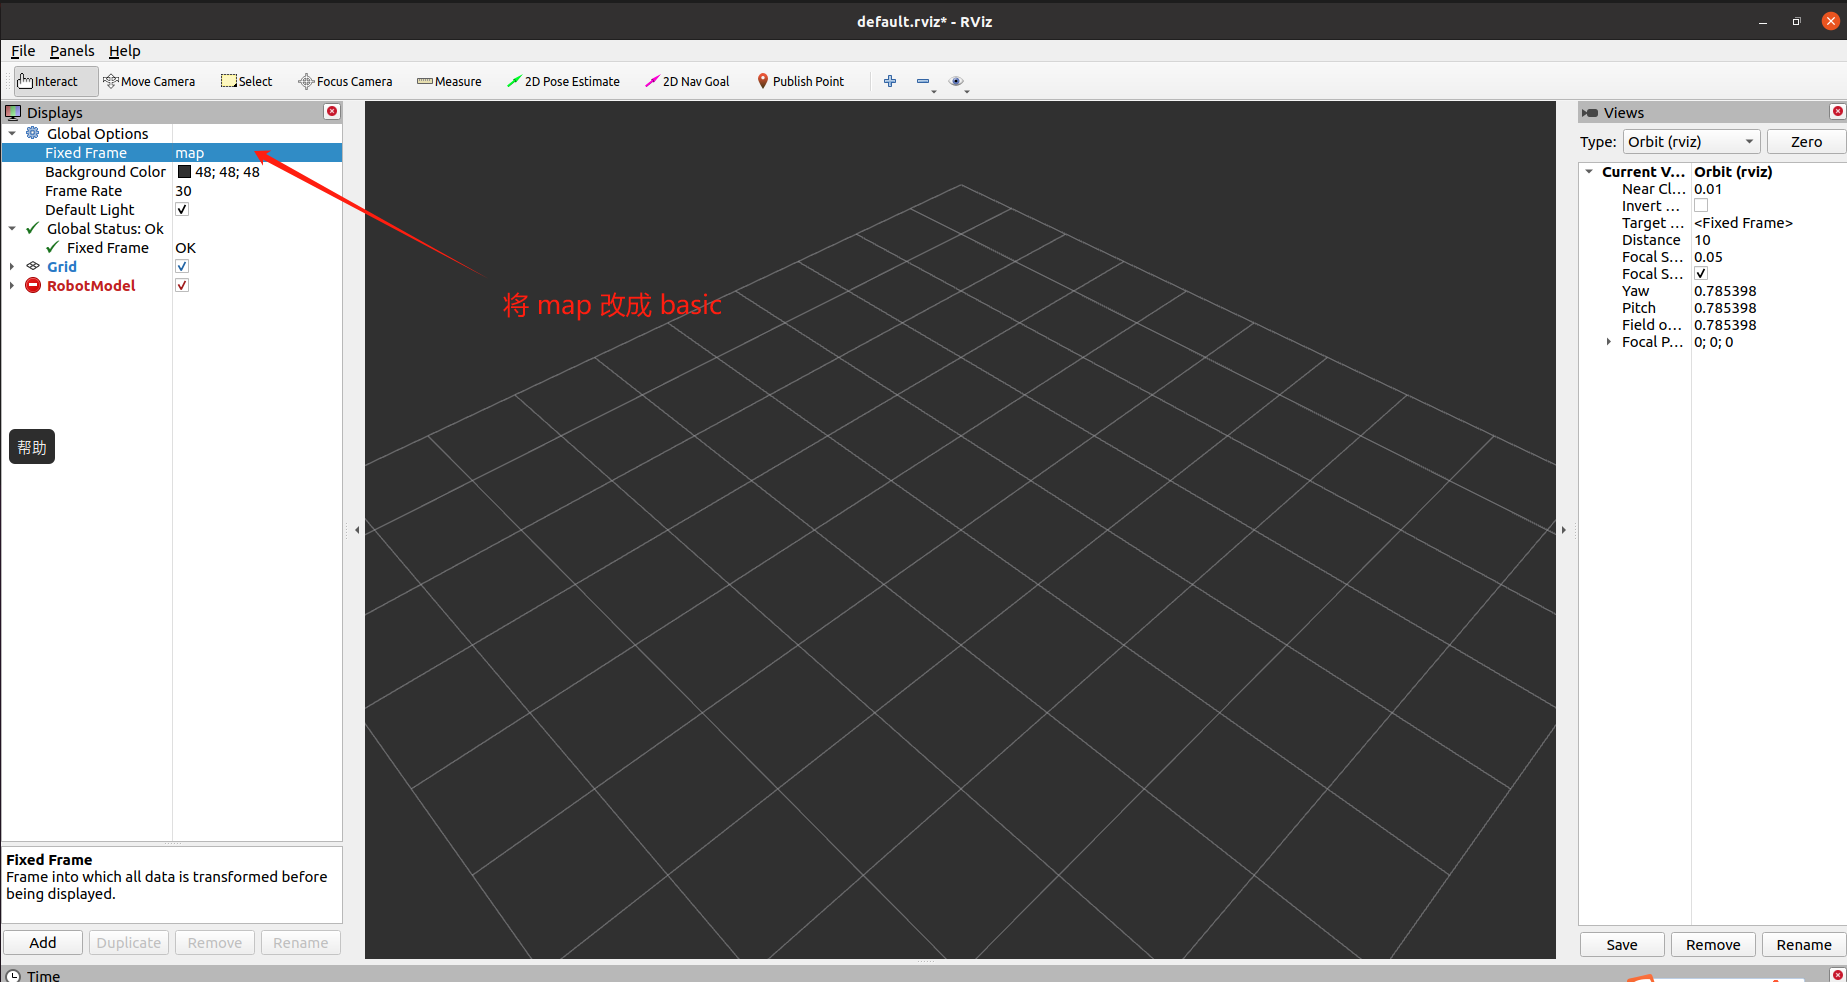 default.rviz* - RViz
File Panels Help
Interact Move Camera Select Focus Camera Measure 2D Pose Estimate 2D Nav Goal Publish Point
Displays
Global Options
Fixed Frame map
Background Color 48; 48; 48
Frame Rate 30
Default Light
Global Status: Ok
Fixed Frame OK
Grid
RobotModel
将 map 改成 basic
帮助
Fixed Frame
Frame into which all data is transformed before
being displayed.
Add Duplicate Remove Rename
Time
Views
Type: Orbit (rviz) Zero
Current V... Orbit (rviz)
Near Cl... 0.01
Invert ...
Target ... <Fixed Frame>
Distance 10
Focal S... 0.05
Focal S...
Yaw 0.785398
Pitch 0.785398
Field o... 0.785398
Focal P... 0; 0; 0
Save Remove Rename